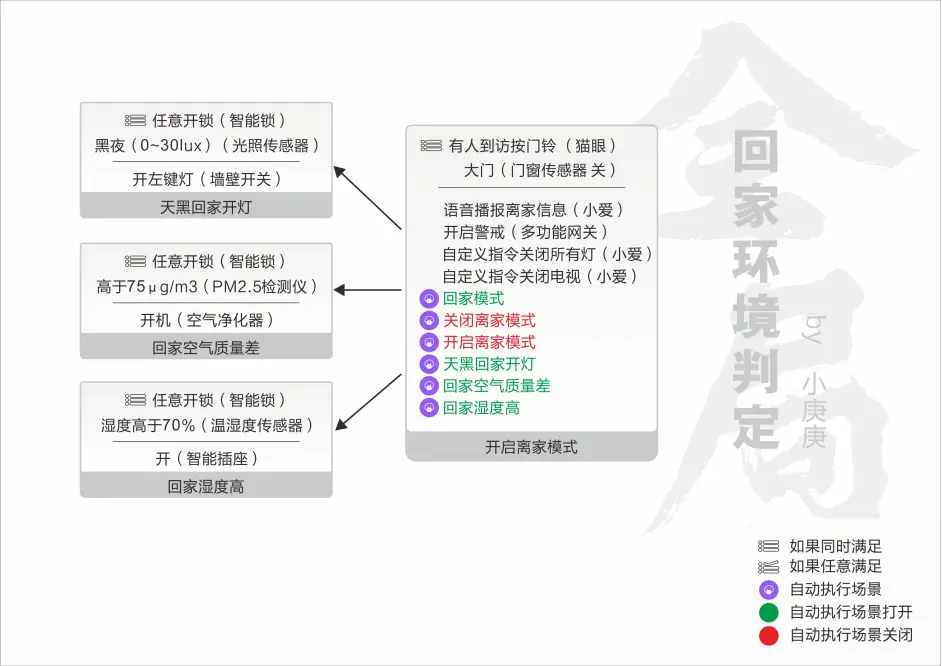 任意开锁（智能锁）
黑夜（0~30lux）（光照传感器）
开左键灯（墙壁开关）
天黑回家开灯
任意开锁（智能锁）
高于75μg/m3（PM2.5检测仪）
开机（空气净化器）
回家空气质量差
任意开锁（智能锁）
湿度高于70%（温湿度传感器）
开（智能插座）
回家湿度高
有人到访按门铃（猫眼）
大门（门窗传感器 关）
语音播报离家信息（小爱）
开启警戒（多功能网关）
自定义指令关闭所有灯（小爱）
自定义指令关闭电视（小爱）
回家模式
关闭离家模式
开启离家模式
天黑回家开灯
回家空气质量差
回家湿度高
开启离家模式
全局
回家环境判定
by 小庚庚
如果同时满足
如果任意满足
自动执行场景
自动执行场景打开
自动执行场景关闭